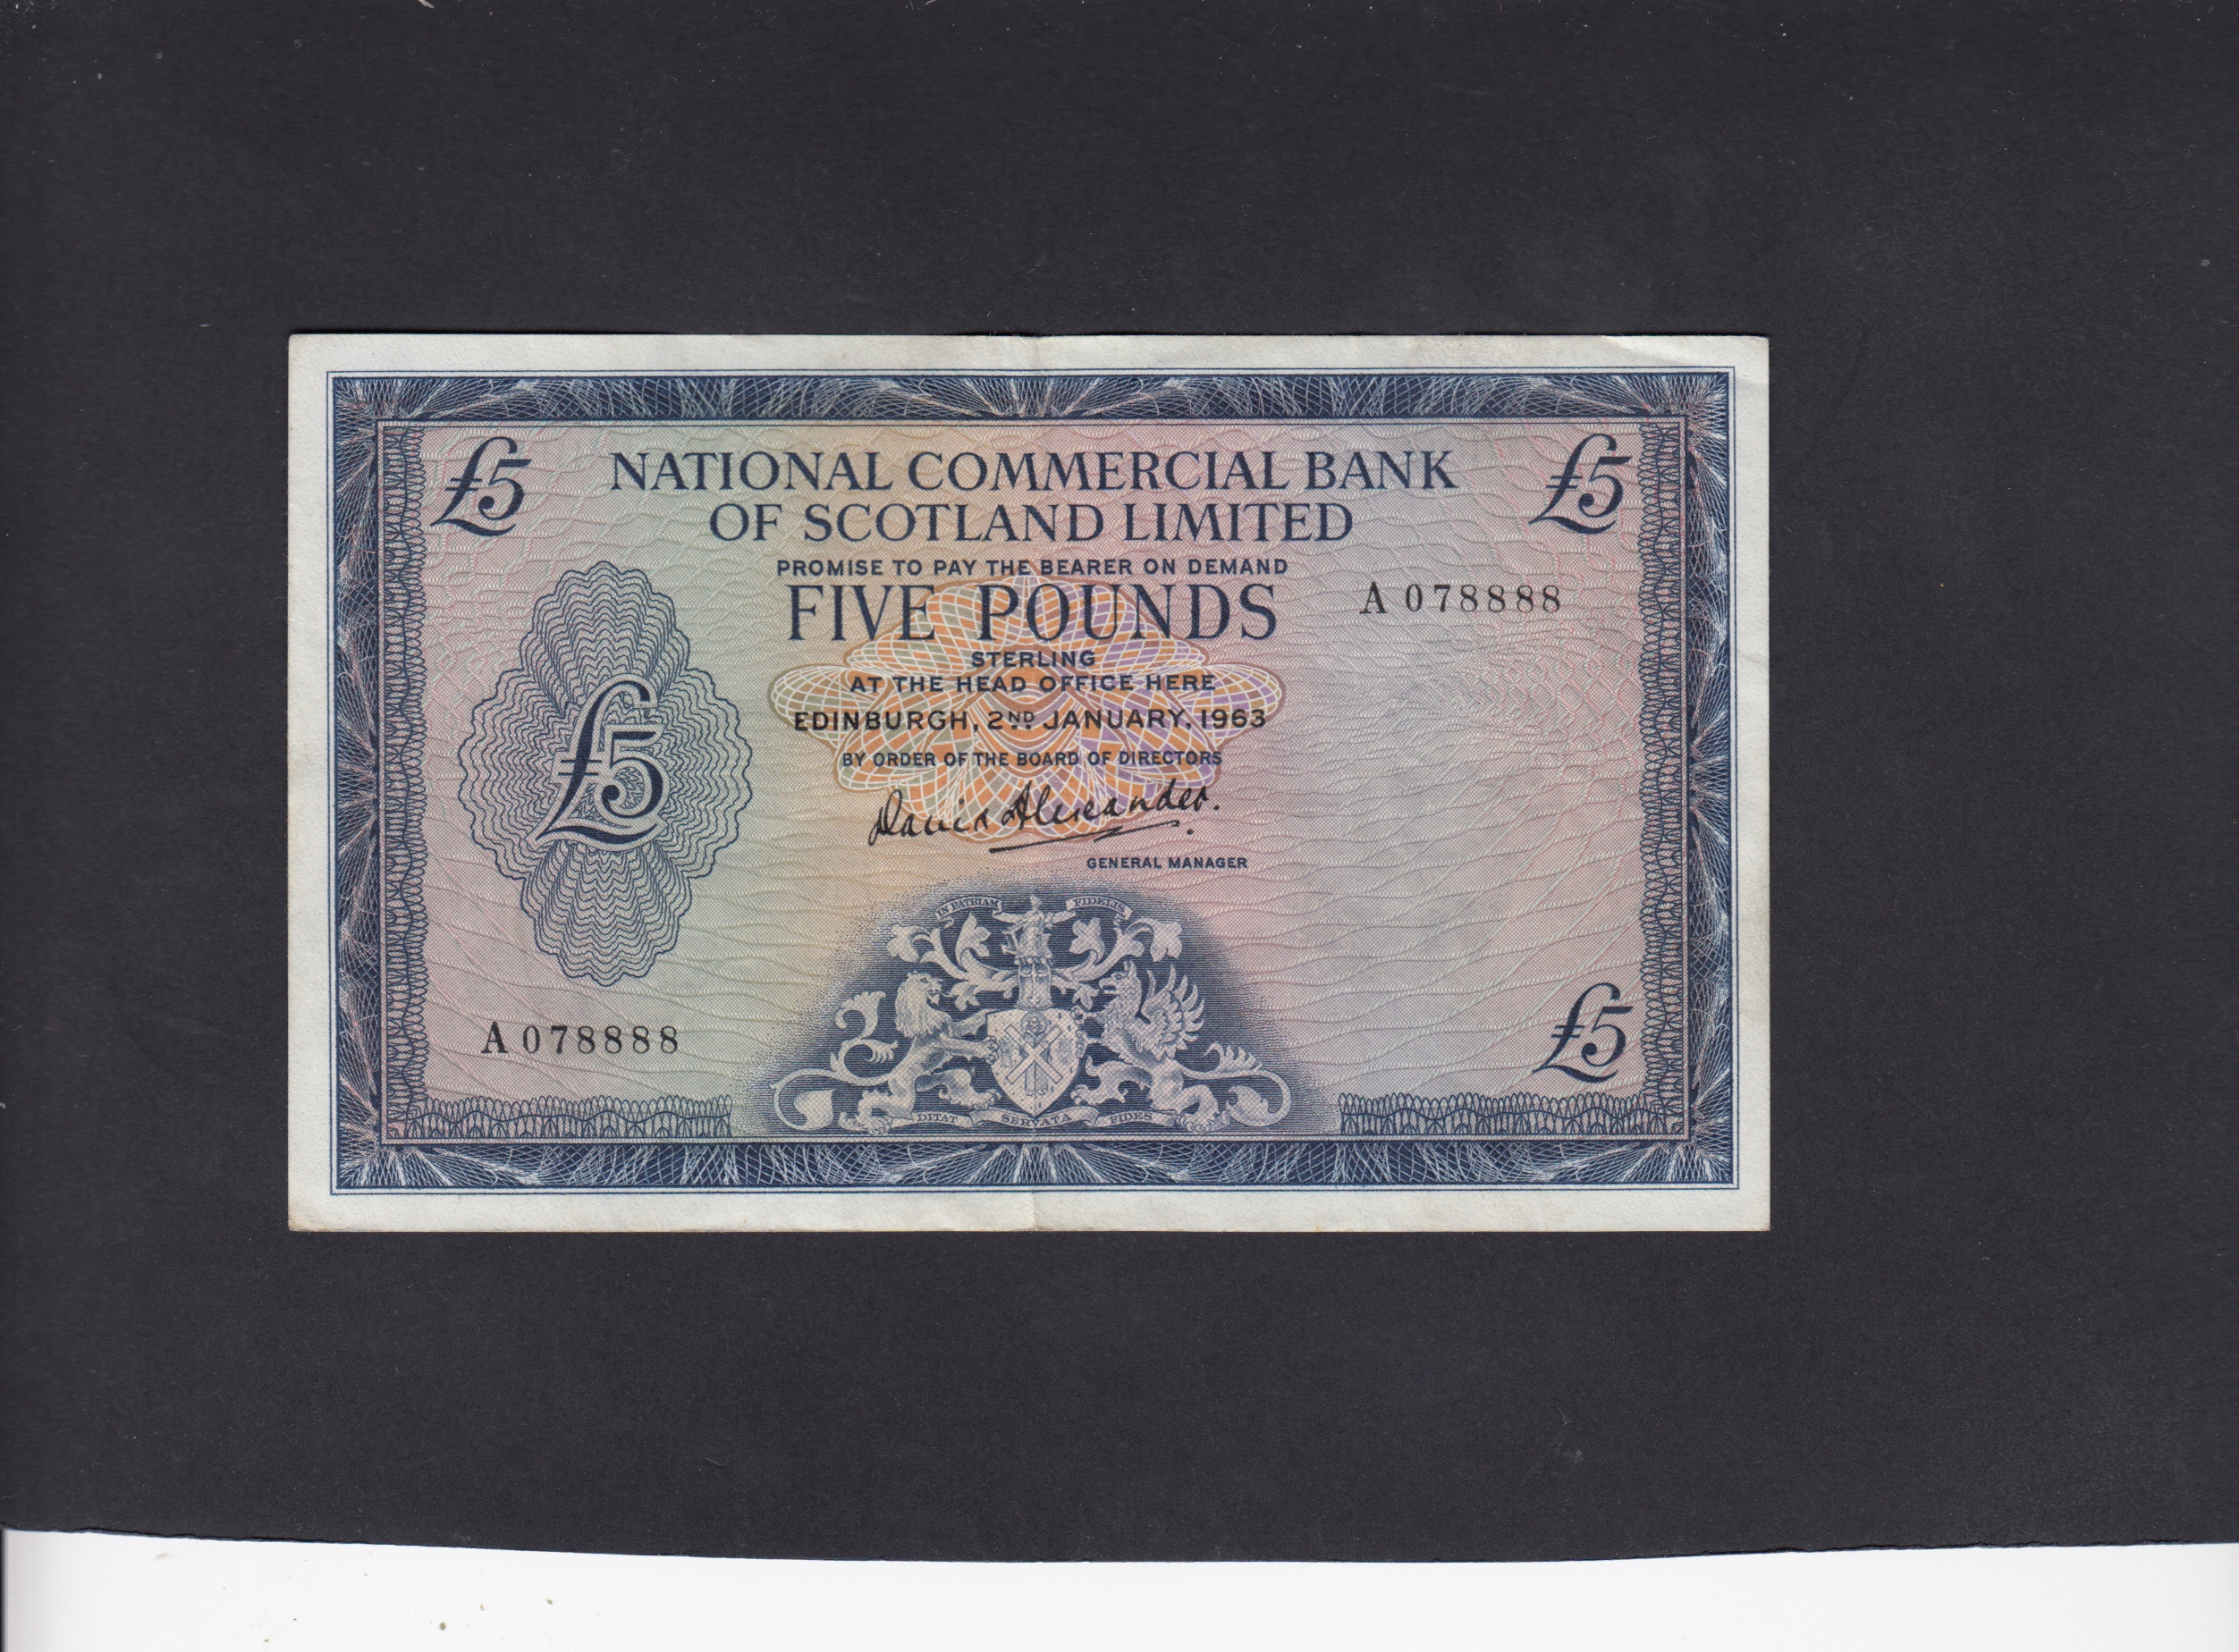 £5
NATIONAL COMMERCIAL BANK
£5
OF SCOTLAND LIMITED
PROMISE TO PAY THE BEARER ON DEMAND
FIVE POUNDS
A 078888
STERLING
AT THE HEAD OFFICE HERE
EDINBURGH, 2ND JANUARY, 1963
£5
BY ORDER OF THE BOARD OF DIRECTORS
David Alexander.
GENERAL MANAGER
IN PATRIAM FIDELIS
A 078888
£5
DITAT SERVATA FIDES